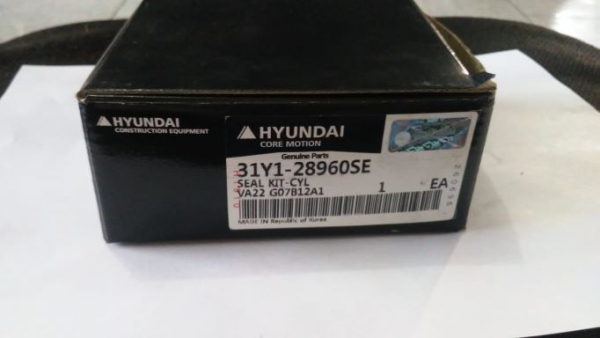 HYUNDAI
CONSTRUCTION EQUIPMENT
HYUNDAI
CORE MOTION
Genuine Parts
31Y1-28960SE
SEAL KIT-CYL
VA22 G07B12A1 1 EA
MADE IN Republic of Korea